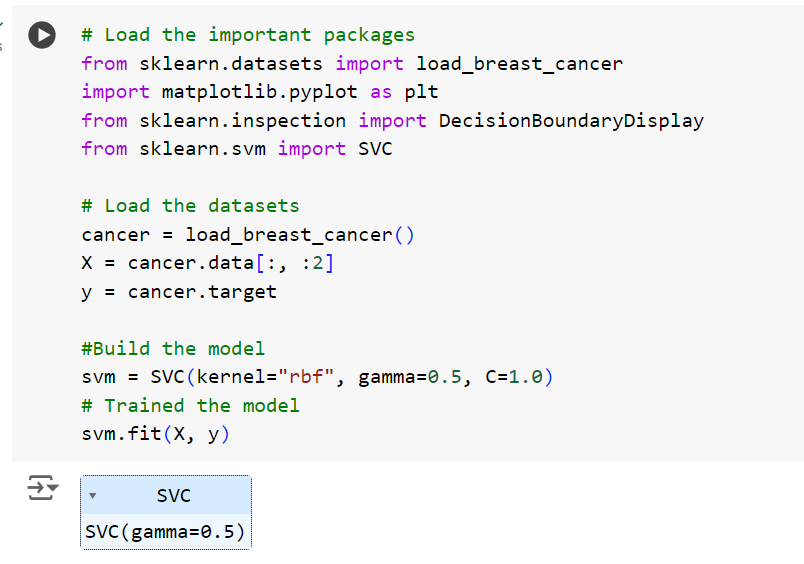 # Load the important packages
from sklearn.datasets import load_breast_cancer
import matplotlib.pyplot as plt
from sklearn.inspection import DecisionBoundaryDisplay
from sklearn.svm import SVC
# Load the datasets
cancer = load_breast_cancer()
X = cancer.data[:, :2]
y = cancer.target
#Build the model
svm = SVC(kernel="rbf", gamma=0.5, C=1.0)
# Trained the model
svm.fit(X, y)
SVC
SVC(gamma=0.5)